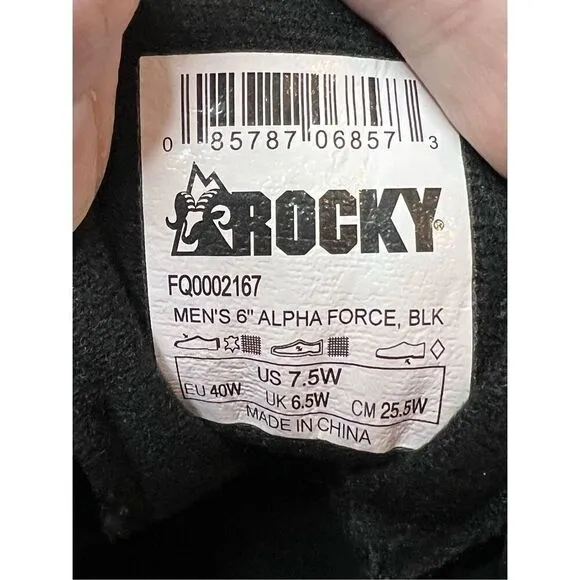 0 85787 06857 3
ROCKY®
FQ0002167
MEN'S 6" ALPHA FORCE, BLK
US 7.5W
EU 40W UK 6.5W CM 25.5W
MADE IN CHINA